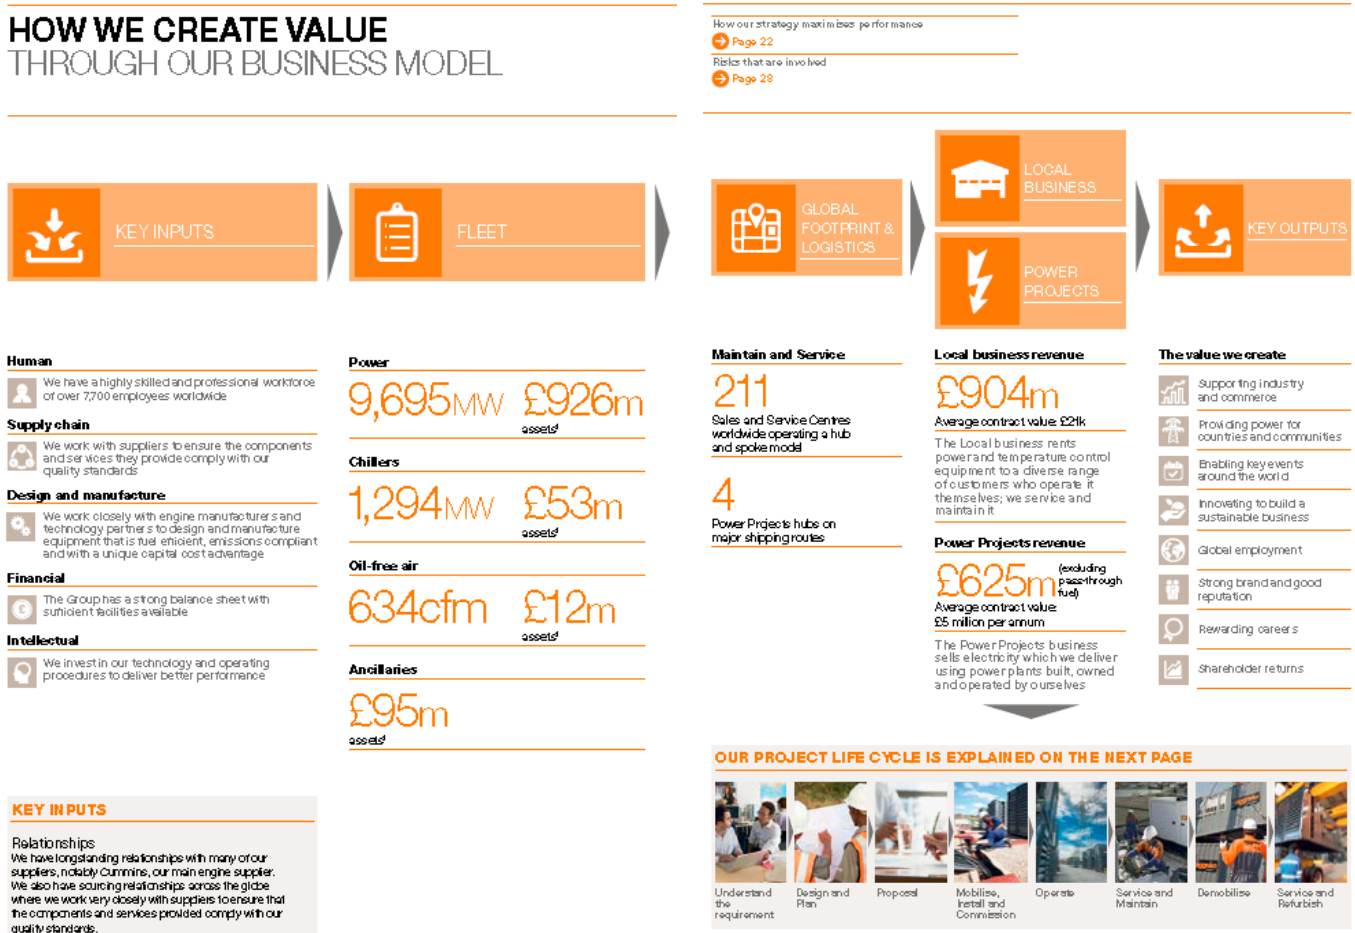 HOW WE CREATE VALUE
THROUGH OUR BUSINESS MODEL
How our strategy maximises performance
Page 22
Risks that are involved
Page 28
KEY INPUTS
FLEET
GLOBAL
FOOTPRINT &
LOGISTICS
LOCAL
BUSINESS
POWER
PROJECTS
KEY OUTPUTS
Human
We have a highly skilled and professional workforce
of over 7,700 employees worldwide
Supply chain
We work with suppliers to ensure the components
and services they provide comply with our
quality standards
Design and manufacture
We work closely with engine manufacturers and
technology partners to design and manufacture
equipment that is fuel efficient, emissions compliant
and with a unique capital cost advantage
Financial
The Group has a strong balance sheet with
sufficient facilities available
Intellectual
We invest in our technology and operating
procedures to deliver better performance
KEY INPUTS
Relationships
We have longstanding relationships with many of our
suppliers, notably Cummins, our main engine supplier.
We also have sourcing relationships across the globe
where we work very closely with suppliers to ensure that
the components and services provided comply with our
quality standards.
Power
9,695MW £926m
assets¹
Chillers
1,294MW £53m
assets¹
Oil-free air
634cfm £12m
assets¹
Ancillaries
£95m
assets¹
Maintain and Service
211
Sales and Service Centres
worldwide operating a hub
and spoke model
4
Power Projects hubs on
major shipping routes
Local business revenue
£904m
Average contract value: £21k
The Local business rents
power and temperature control
equipment to a diverse range
of customers who operate it
themselves; we service and
maintain it
Power Projects revenue
£625m (excluding
pass-through
fuel)
Average contract value:
£5 million per annum
The Power Projects business
sells electricity which we deliver
using power plants built, owned
and operated by ourselves
The value we create
Supporting industry
and commerce
Providing power for
countries and communities
Enabling key events
around the world
Innovating to build a
sustainable business
Global employment
Strong brand and good
reputation
Rewarding careers
Shareholder returns
OUR PROJECT LIFE CYCLE IS EXPLAINED ON THE NEXT PAGE
Understand
the
requirement
Design and
Plan
Proposal
Mobilise,
Install and
Commission
Operate
Service and
Maintain
Demobilise
Service and
Refurbish